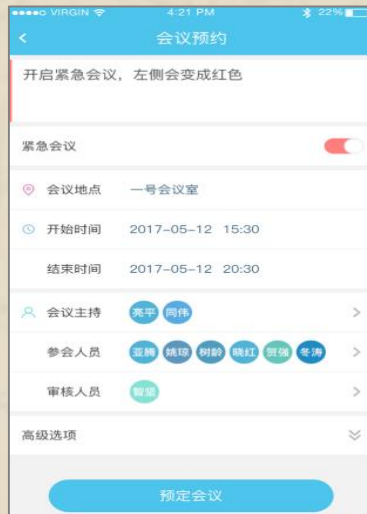 VIRGIN 4:21 PM 22%
会议预约
开启紧急会议，左侧会变成红色
紧急会议
会议地点 一号会议室
开始时间 2017-05-12 15:30
结束时间 2017-05-12 20:30
会议主持 亮平 同伟
参会人员 亚腾 嫣琼 树龄 晓红 贺强 冬涛
审核人员 智坚
高级选项
预定会议